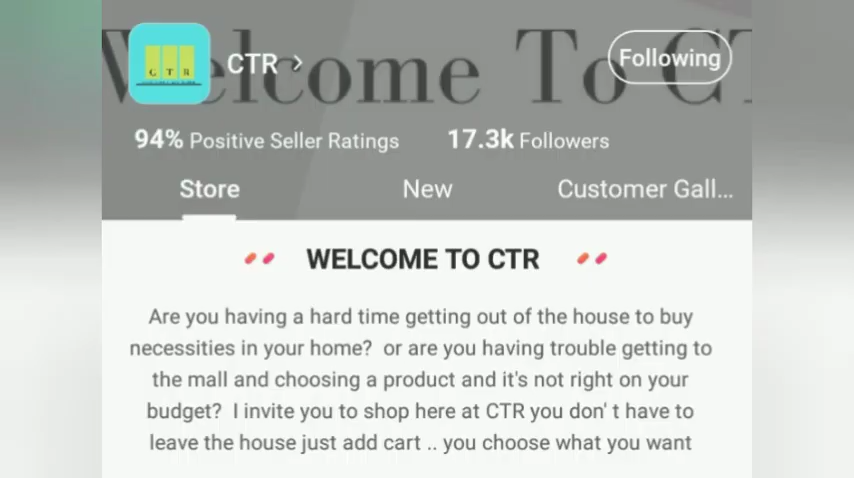 Welcome To CT
CTR
CTR >
Following
94% Positive Seller Ratings
17.3k Followers
Store
New
Customer Gall...
WELCOME TO CTR
Are you having a hard time getting out of the house to buy
necessities in your home?  or are you having trouble getting to
the mall and choosing a product and it's not right on your
budget?  I invite you to shop here at CTR you don' t have to
leave the house just add cart .. you choose what you want